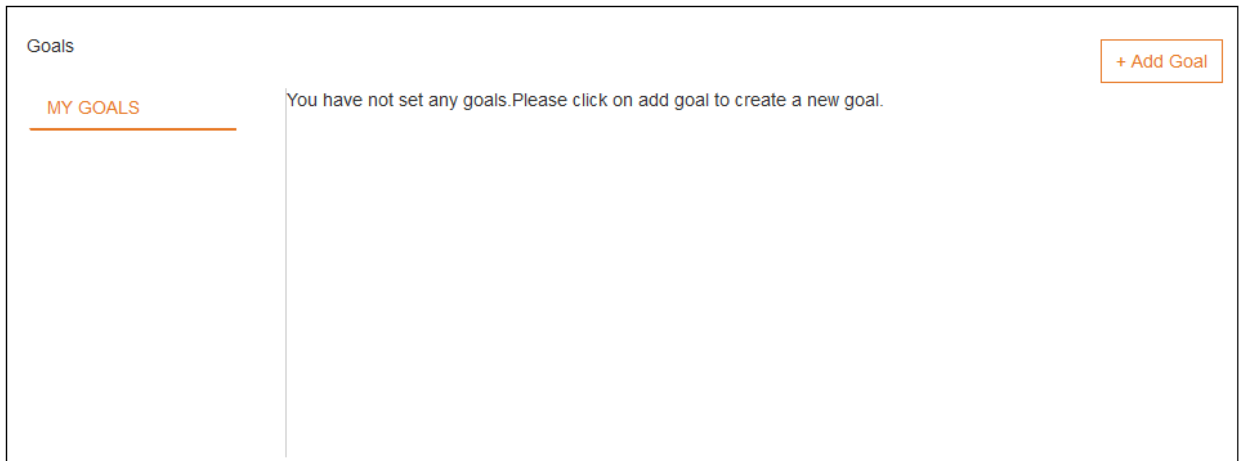 Goals
+ Add Goal
MY GOALS
You have not set any goals.Please click on add goal to create a new goal.